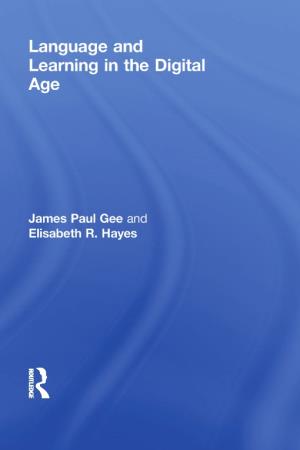 Language and
Learning in the Digital
Age
James Paul Gee and
Elisabeth R. Hayes
ROUTLEDGE